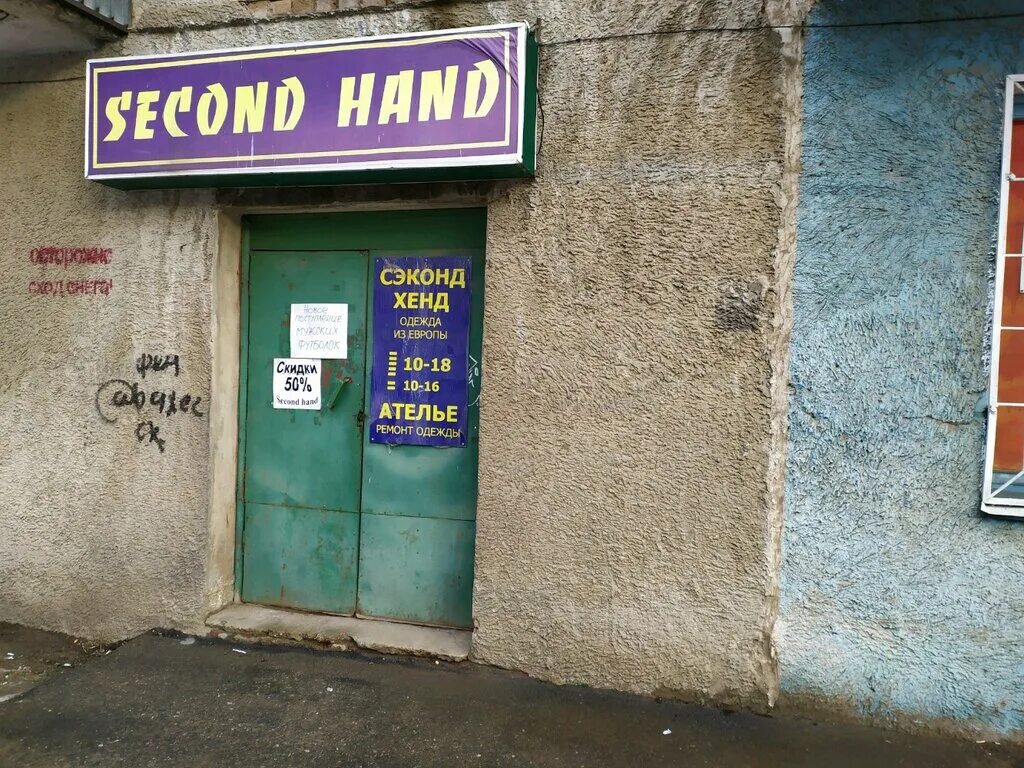 SECOND HAND
осторожно
сход снега!
Новое
поступление
мужских
футболок
Скидки
50%
Second hand
СЭКОНД
ХЕНД
ОДЕЖДА
ИЗ ЕВРОПЫ
10-18
10-16
АТЕЛЬЕ
РЕМОНТ ОДЕЖДЫ